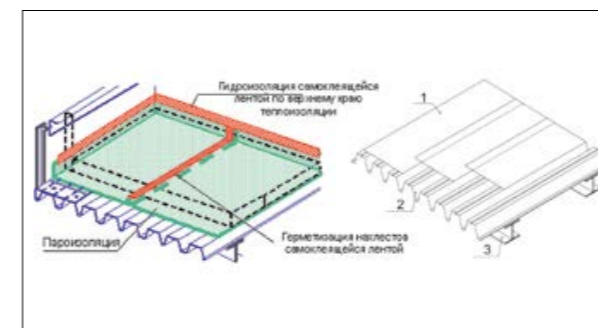 Гидроизоляция самоклеящейся
лентой по верхнему краю
теплоизоляции
1
2
3
Пароизоляция
Герметизация нахлестов
самоклеящейся лентой